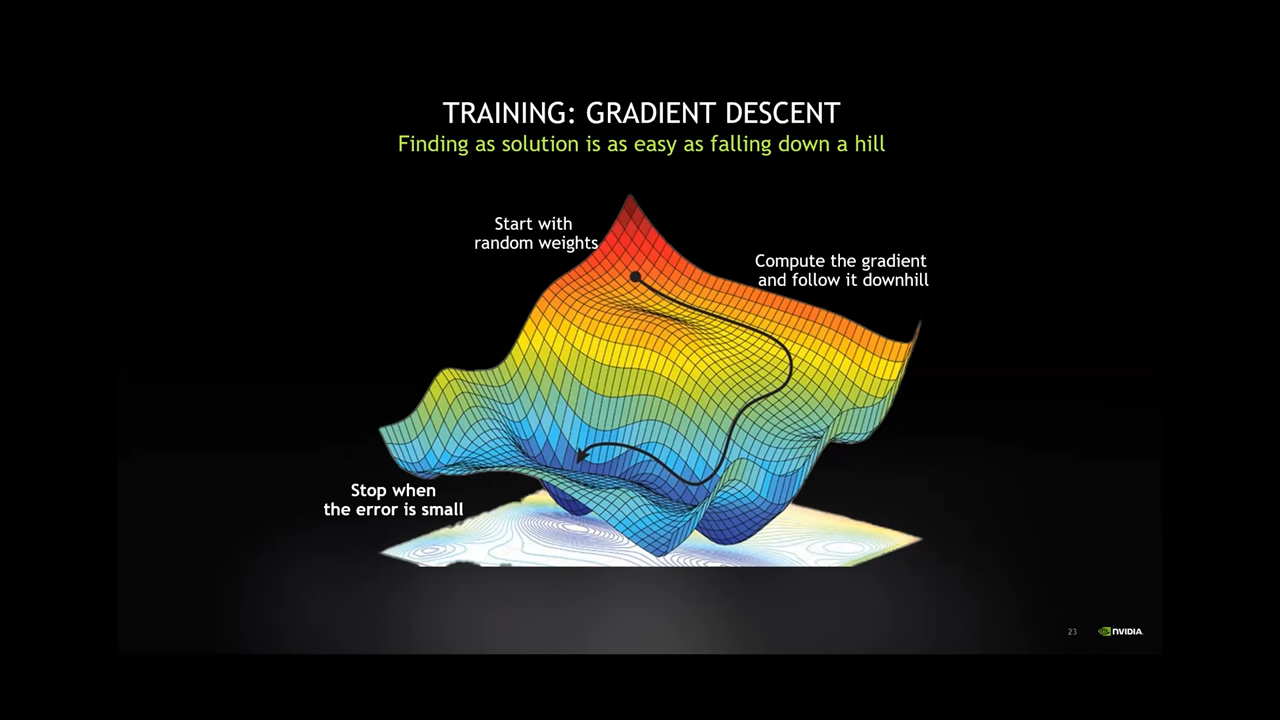 TRAINING: GRADIENT DESCENT
Finding as solution is as easy as falling down a hill
Start with
random weights
Compute the gradient
and follow it downhill
Stop when
the error is small
23
NVIDIA.